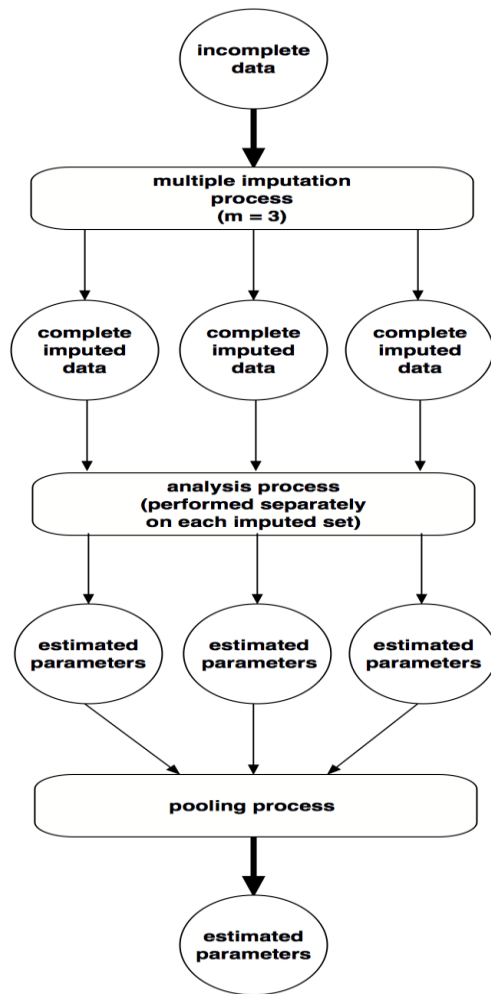 incomplete
data
multiple imputation
process
(m = 3)
complete
imputed
data
complete
imputed
data
complete
imputed
data
analysis process
(performed separately
on each imputed set)
estimated
parameters
estimated
parameters
estimated
parameters
pooling process
estimated
parameters